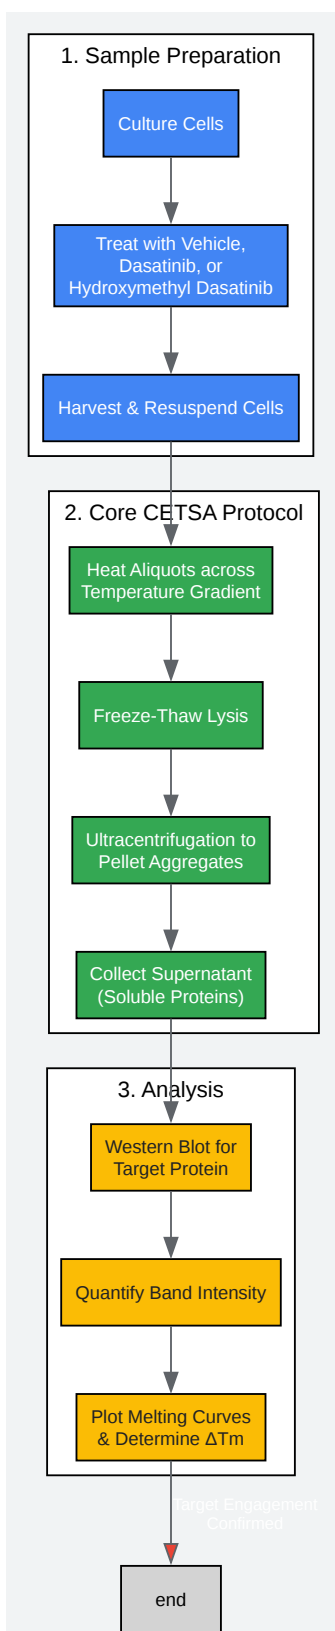 1. Sample Preparation
Culture Cells
Treat with Vehicle,
Dasatinib, or
Hydroxymethyl Dasatinib
Harvest & Resuspend Cells
2. Core CETSA Protocol
Heat Aliquots across
Temperature Gradient
Freeze-Thaw Lysis
Ultracentrifugation to
Pellet Aggregates
Collect Supernatant
(Soluble Proteins)
3. Analysis
Western Blot for
Target Protein
Quantify Band Intensity
Plot Melting Curves
& Determine ΔTm
Target Engagement
Confirmed
end